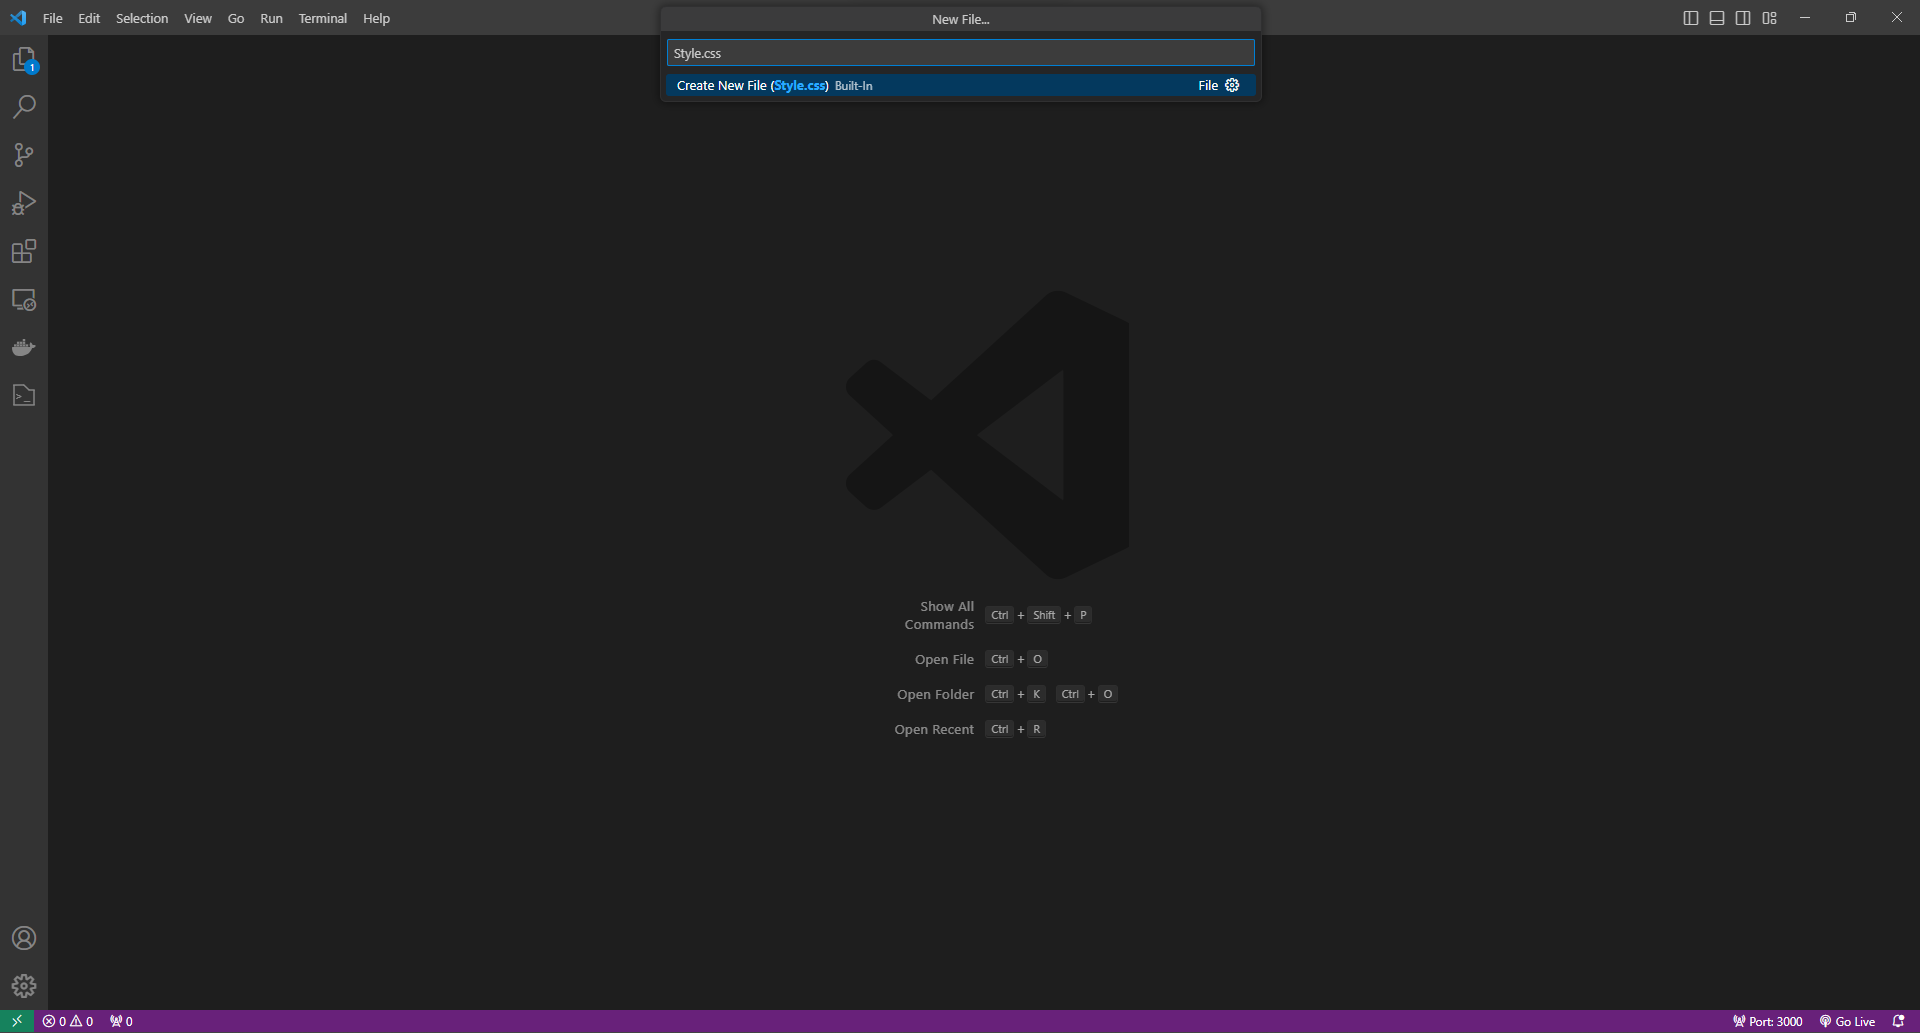 File Edit Selection View Go Run Terminal Help
New File...
Style.css
Create New File (Style.css) Built-In File
1
>_
Show All Commands Ctrl + Shift + P
Open File Ctrl + O
Open Folder Ctrl + K Ctrl + O
Open Recent Ctrl + R
0 0 0 Port: 3000 Go Live